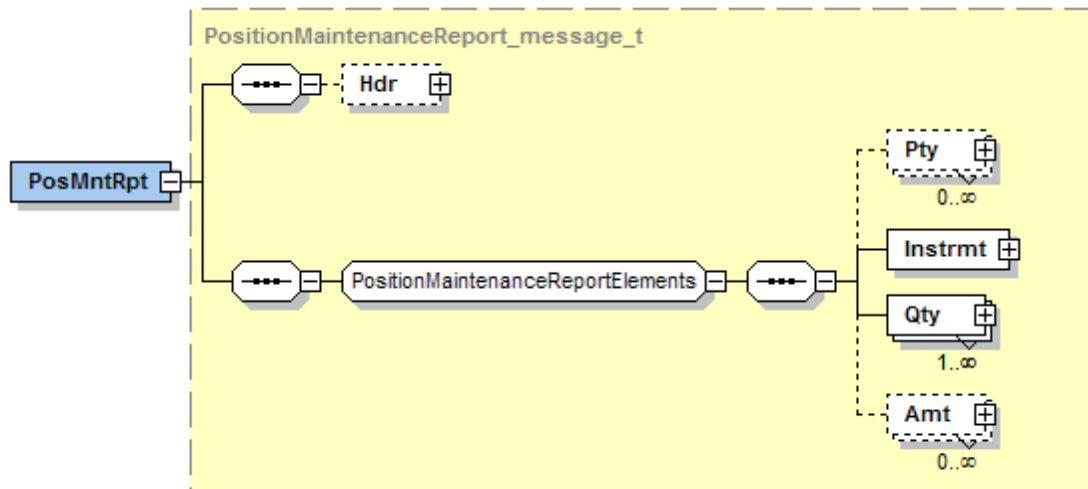 PositionMaintenanceReport_message_t
Hdr
Pty
0..∞
PosMntRpt
Instrmt
PositionMaintenanceReportElements
Qty
1..∞
Amt
0..∞